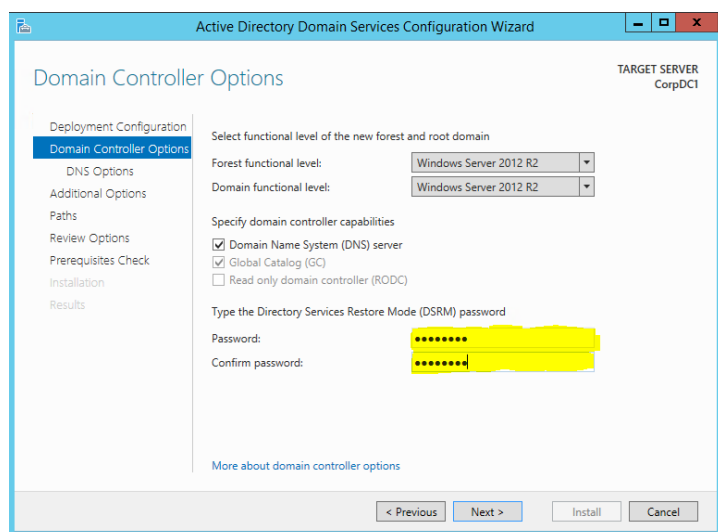 Active Directory Domain Services Configuration Wizard
Domain Controller Options
TARGET SERVER
CorpDC1
Deployment Configuration
Domain Controller Options
DNS Options
Additional Options
Paths
Review Options
Prerequisites Check
Installation
Results
Select functional level of the new forest and root domain
Forest functional level: Windows Server 2012 R2
Domain functional level: Windows Server 2012 R2
Specify domain controller capabilities
Domain Name System (DNS) server
Global Catalog (GC)
Read only domain controller (RODC)
Type the Directory Services Restore Mode (DSRM) password
Password: ●●●●●●●●
Confirm password: ●●●●●●●●
More about domain controller options
< Previous Next > Install Cancel